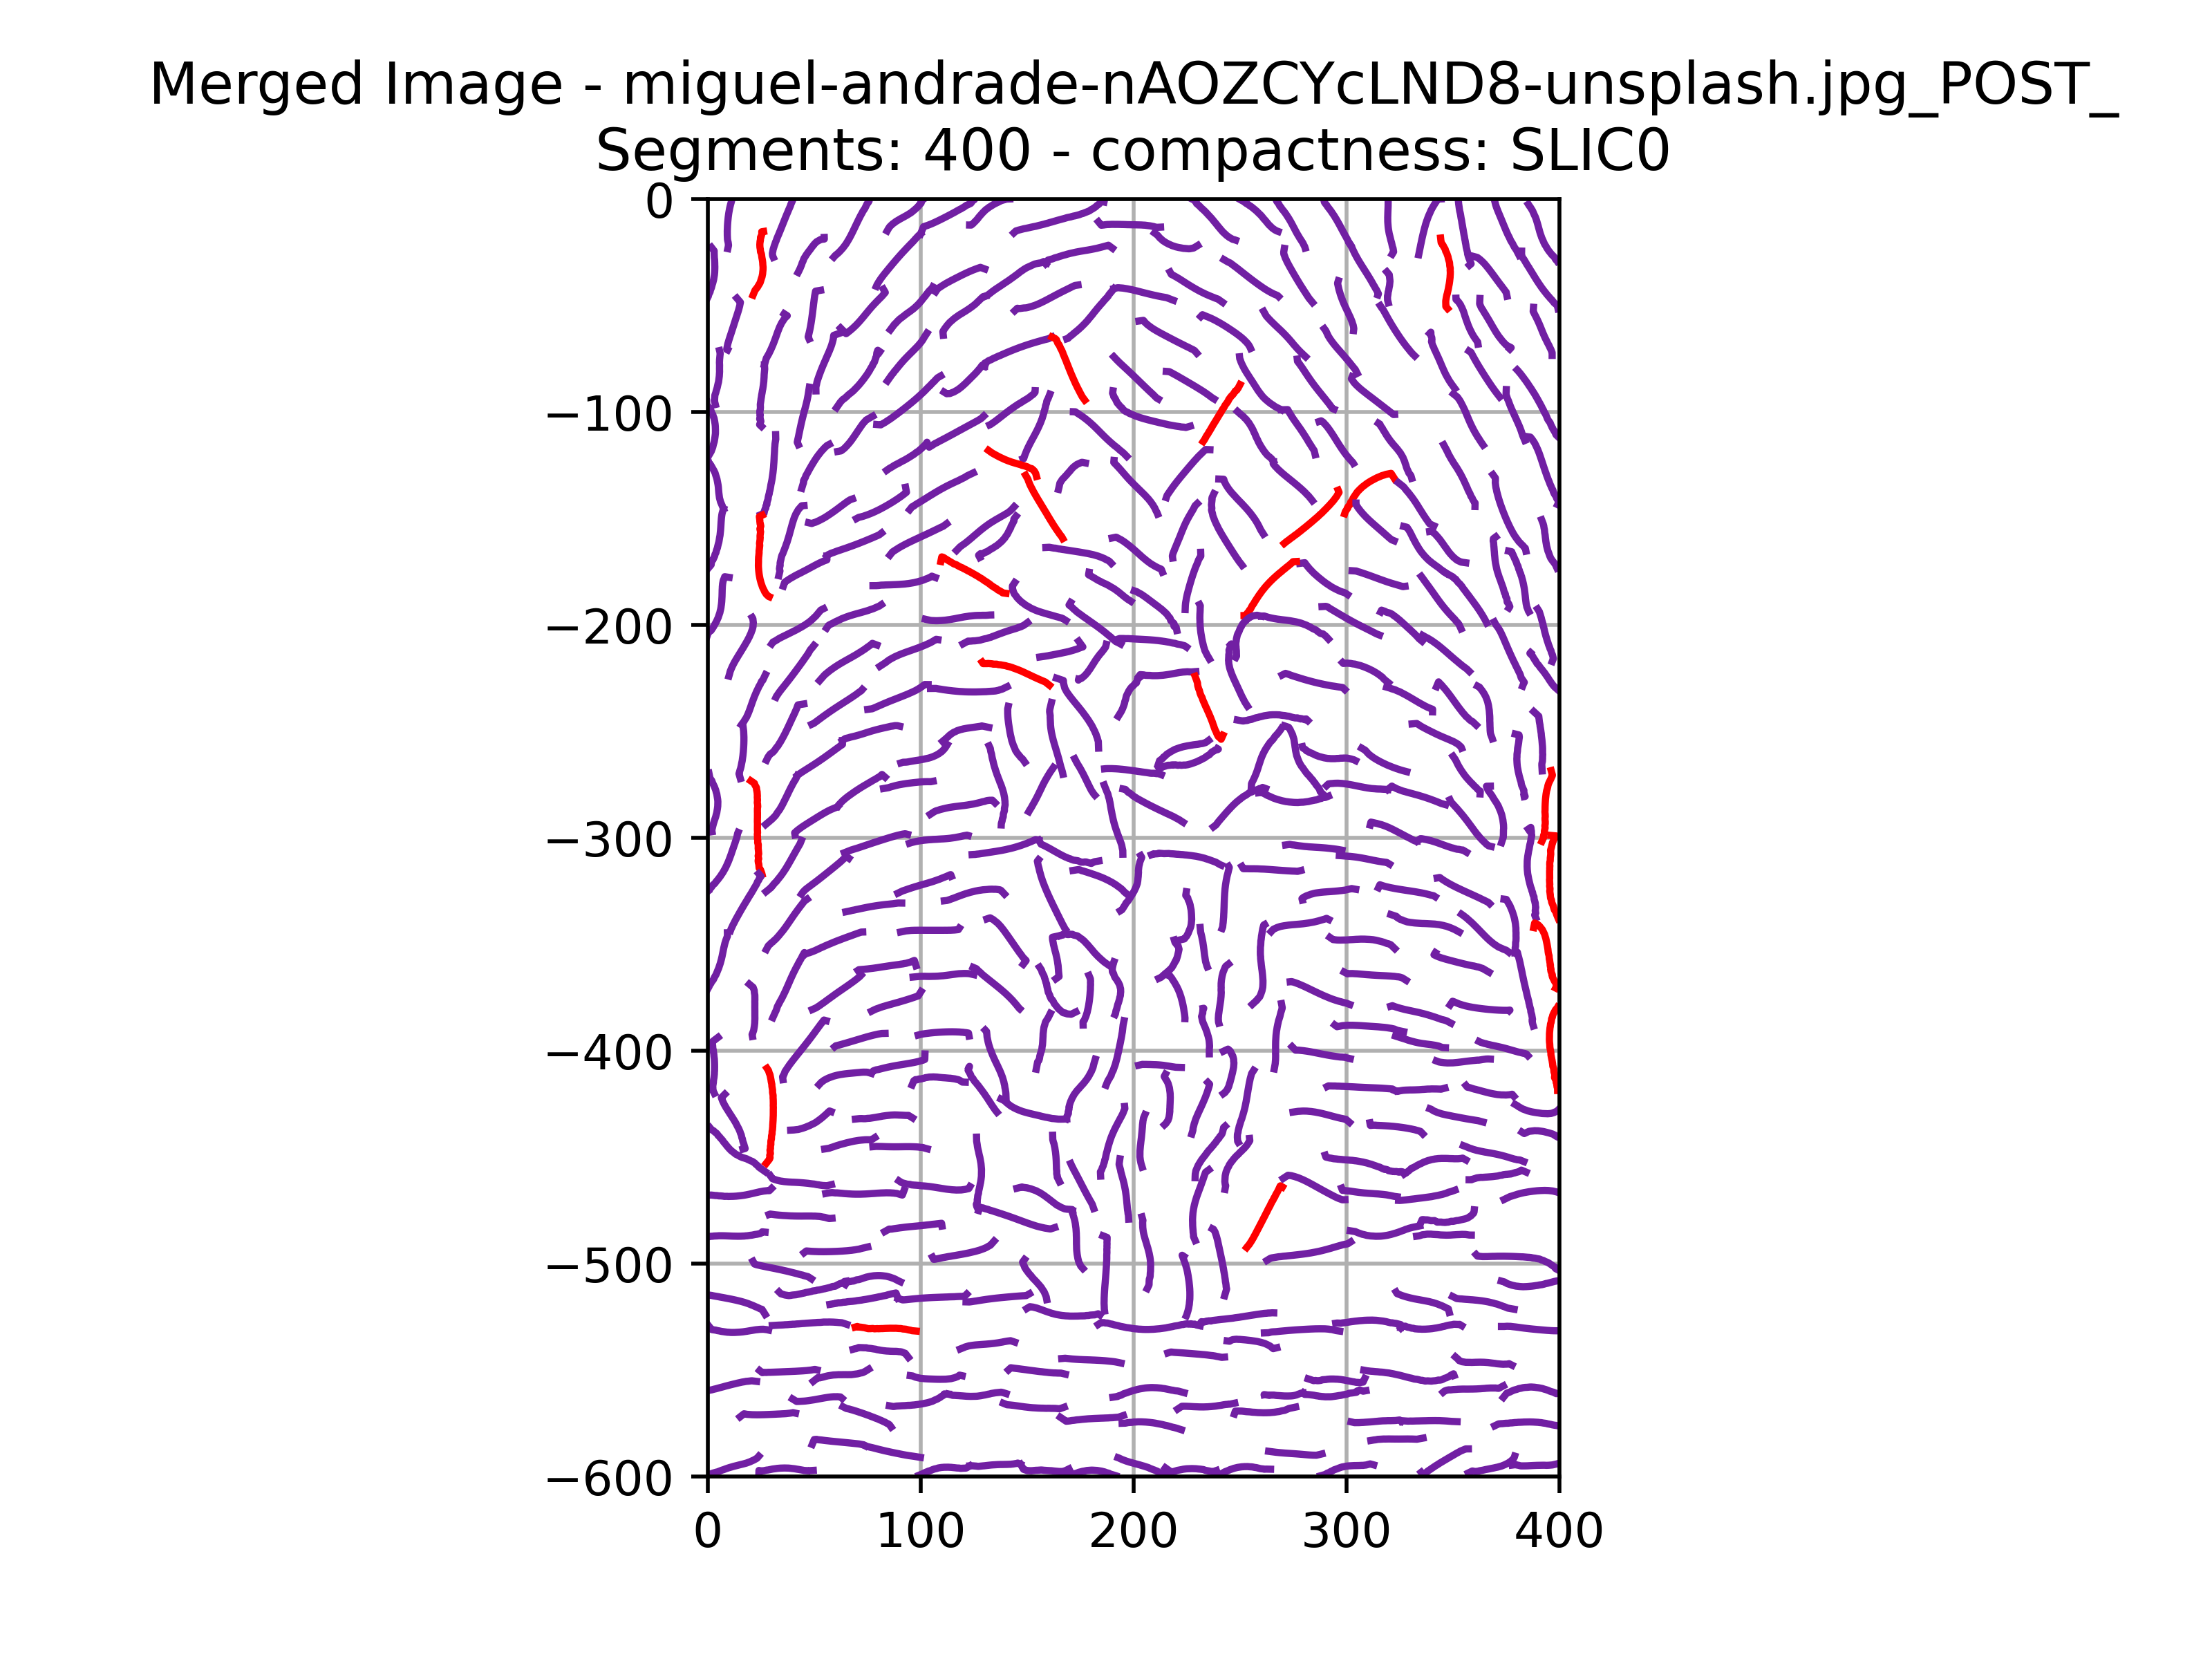 Merged Image - miguel-andrade-nAOZCYcLND8-unsplash.jpg_POST_
Segments: 400 - compactness: SLIC0
0
−100
−200
−300
−400
−500
−600
0 100 200 300 400